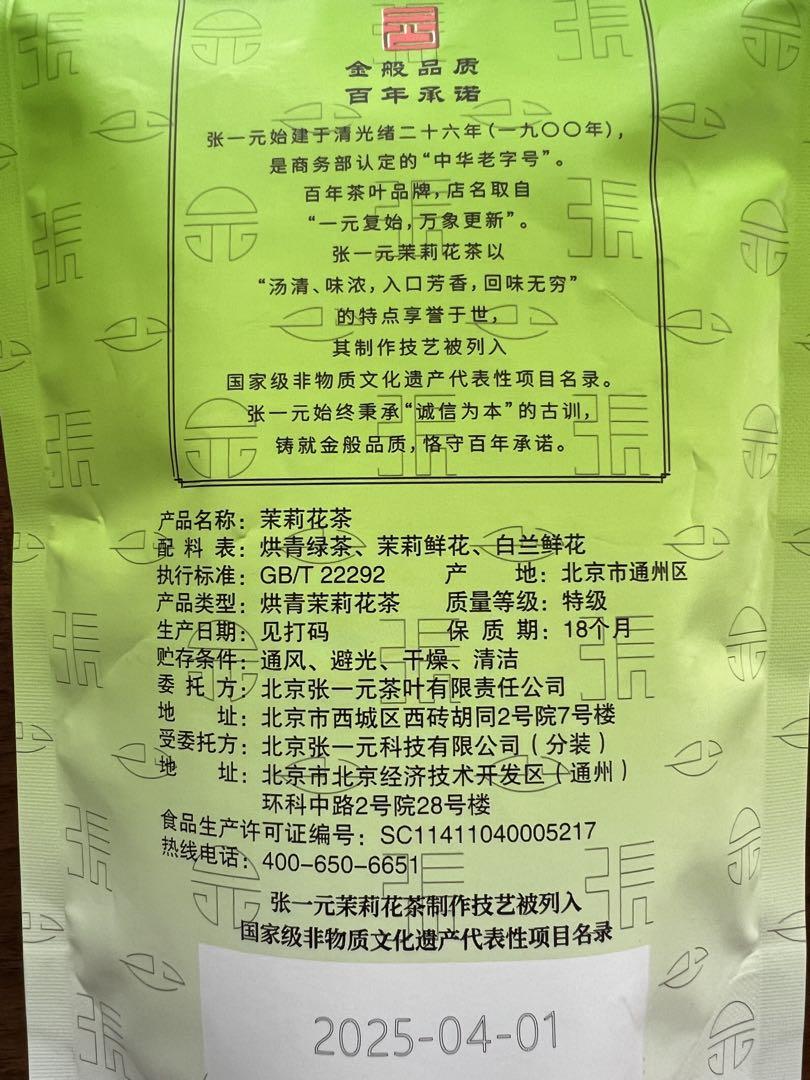 金般品质
百年承诺
张一元始建于清光绪二十六年(一九〇〇年),
是商务部认定的“中华老字号”。
百年茶叶品牌,店名取自
“一元复始,万象更新”。
张一元茉莉花茶以
“汤清、味浓,入口芳香,回味无穷”
的特点享誉于世,
其制作技艺被列入
国家级非物质文化遗产代表性项目名录。
张一元始终秉承“诚信为本”的古训,
铸就金般品质,恪守百年承诺。
产品名称:茉莉花茶
配料表:烘青绿茶、茉莉鲜花、白兰鲜花
执行标准:GB/T 22292 产地:北京市通州区
产品类型:烘青茉莉花茶 质量等级:特级
生产日期:见打码 保质期:18个月
贮存条件:通风、避光、干燥、清洁
委托方:北京张一元茶叶有限责任公司
地址:北京市西城区西砖胡同2号院7号楼
受委托方:北京张一元科技有限公司(分装)
地址:北京市北京经济技术开发区(通州)
环科中路2号院28号楼
食品生产许可证编号:SC11411040005217
热线电话:400-650-6651
张一元茉莉花茶制作技艺被列入
国家级非物质文化遗产代表性项目名录
2025-04-01